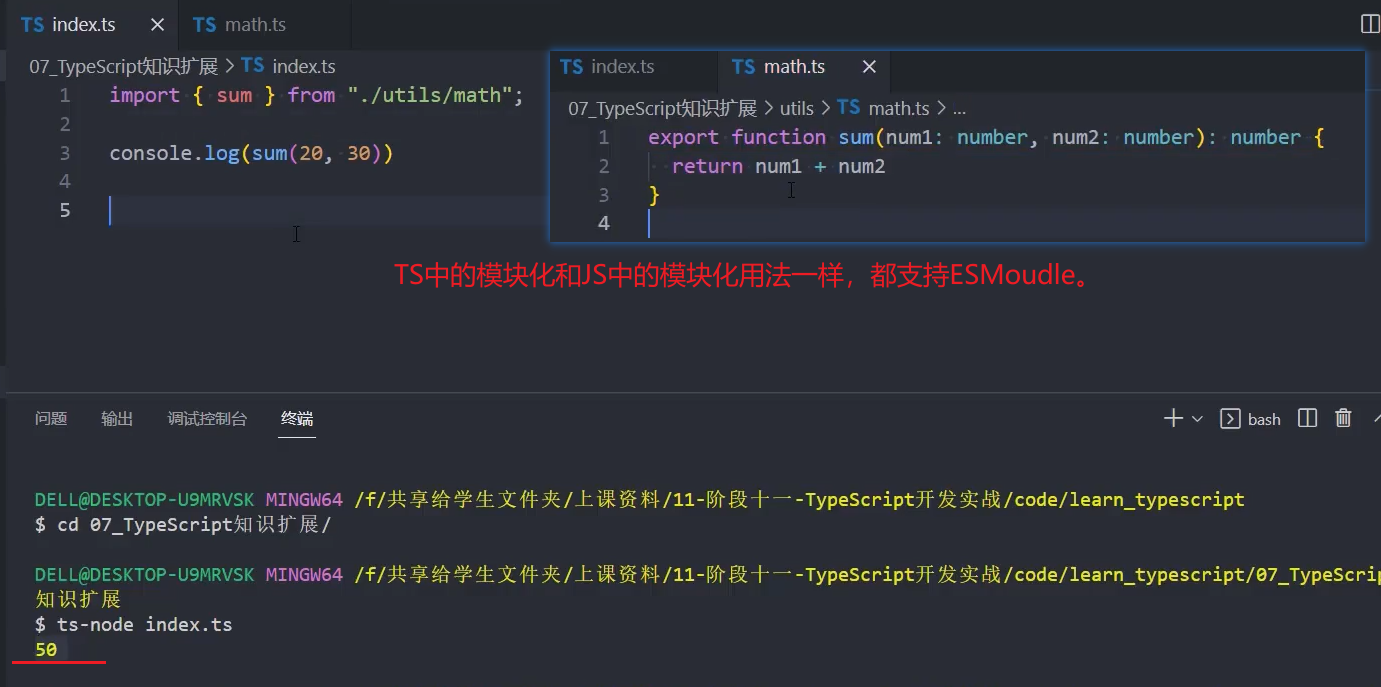 TS index.ts × TS math.ts
07_TypeScript知识扩展 > TS index.ts
1 import { sum } from "./utils/math";
2
3 console.log(sum(20, 30))
4
5
TS index.ts TS math.ts ×
07_TypeScript知识扩展 > utils > TS math.ts > ...
1 export function sum(num1: number, num2: number): number {
2 return num1 + num2
3 }
4
TS中的模块化和JS中的模块化用法一样，都支持ESMoudle。
问题 输出 调试控制台 终端 bash
DELL@DESKTOP-U9MRVSK MINGW64 /f/共享给学生文件夹/上课资料/11-阶段十一-TypeScript开发实战/code/learn_typescript
$ cd 07_TypeScript知识扩展/
DELL@DESKTOP-U9MRVSK MINGW64 /f/共享给学生文件夹/上课资料/11-阶段十一-TypeScript开发实战/code/learn_typescript/07_TypeScrip
知识扩展
$ ts-node index.ts
50